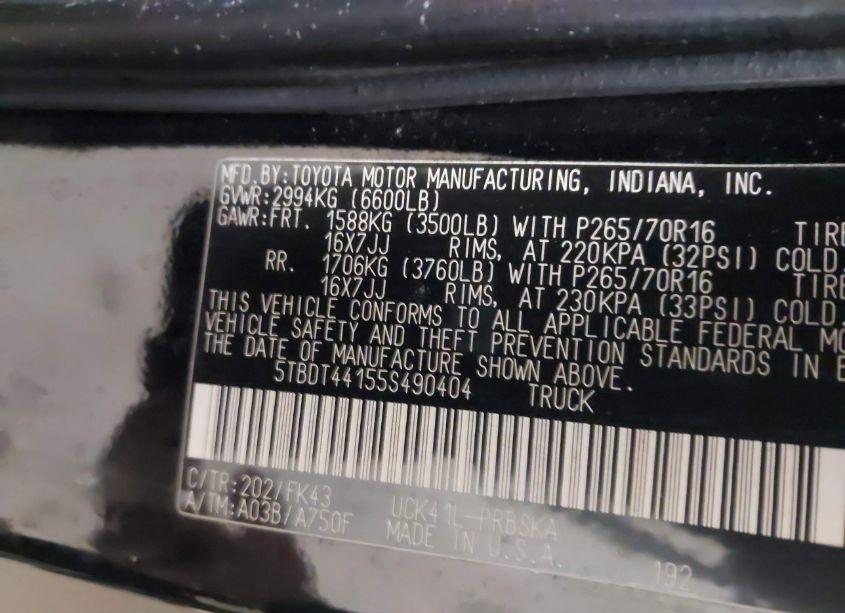 MFD.BY:TOYOTA MOTOR MANUFACTURING, INDIANA, INC.
GVWR:2994KG (6600LB)
GAWR:FRT. 1588KG (3500LB) WITH P265/70R16 TIRE
16X7JJ RIMS, AT 220KPA (32PSI) COLD.
RR. 1706KG (3760LB) WITH P265/70R16 TIRE
16X7JJ RIMS, AT 230KPA (33PSI) COLD.
THIS VEHICLE CONFORMS TO ALL APPLICABLE FEDERAL MO
VEHICLE SAFETY AND THEFT PREVENTION STANDARDS IN E
THE DATE OF MANUFACTURE SHOWN ABOVE.
5TBDT44155S490404 TRUCK
C/TR:202/FK43 UCK41L-PRBSKA
A/TM:A03B/A750F MADE IN U.S.A.
192